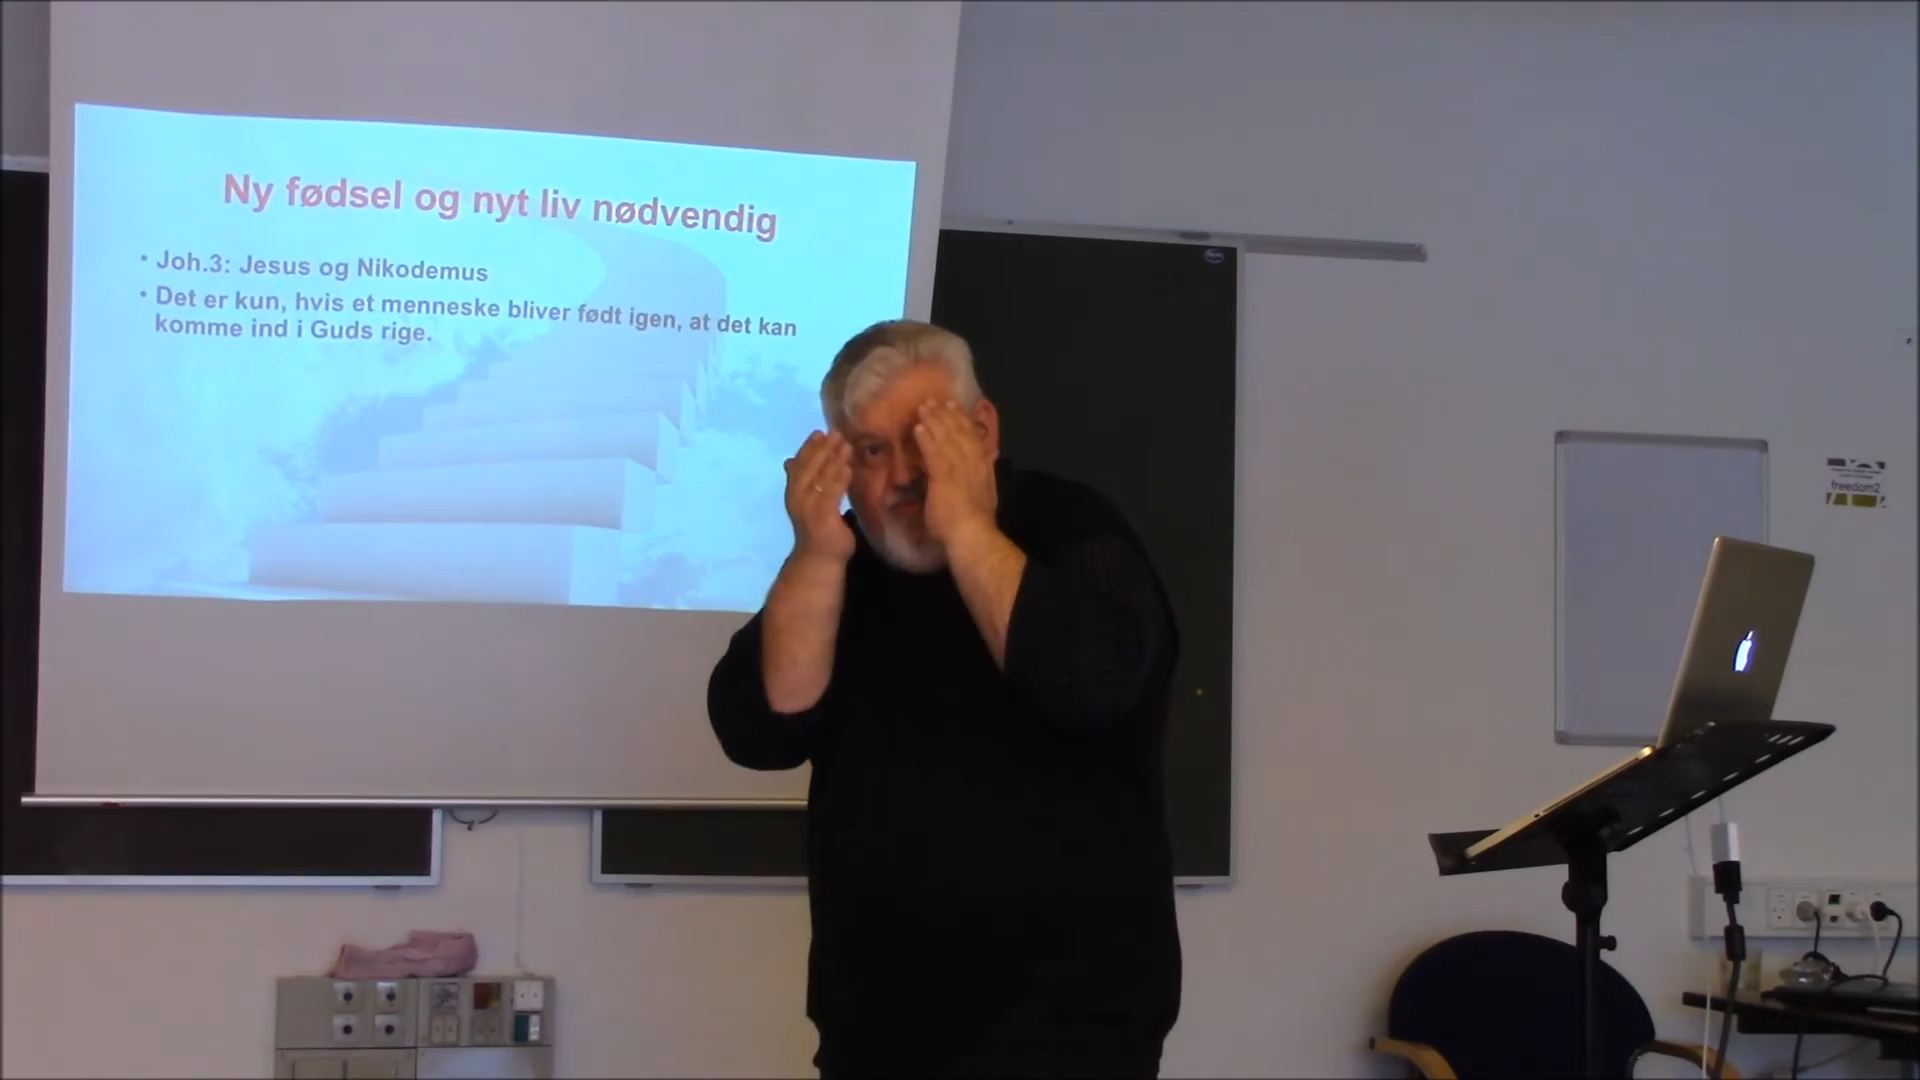 Ny fødsel og nyt liv nødvendig
• Joh.3: Jesus og Nikodemus
• Det er kun, hvis et menneske bliver født igen, at det kan
komme ind i Guds rige.
freedom2